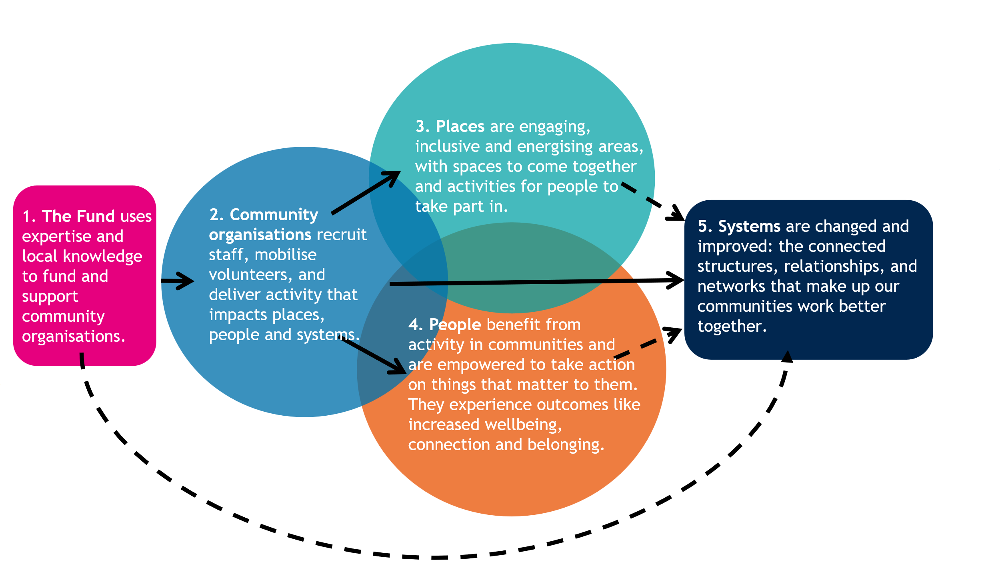 1. The Fund uses
expertise and
local knowledge
to fund and
support
community
organisations.
2. Community
organisations recruit
staff, mobilise
volunteers, and
deliver activity that
impacts places,
people and systems.
3. Places are engaging,
inclusive and energising areas,
with spaces to come together
and activities for people to
take part in.
4. People benefit from
activity in communities and
are empowered to take action
on things that matter to them.
They experience outcomes like
increased wellbeing,
connection and belonging.
5. Systems are changed and
improved: the connected
structures, relationships, and
networks that make up our
communities work better
together.